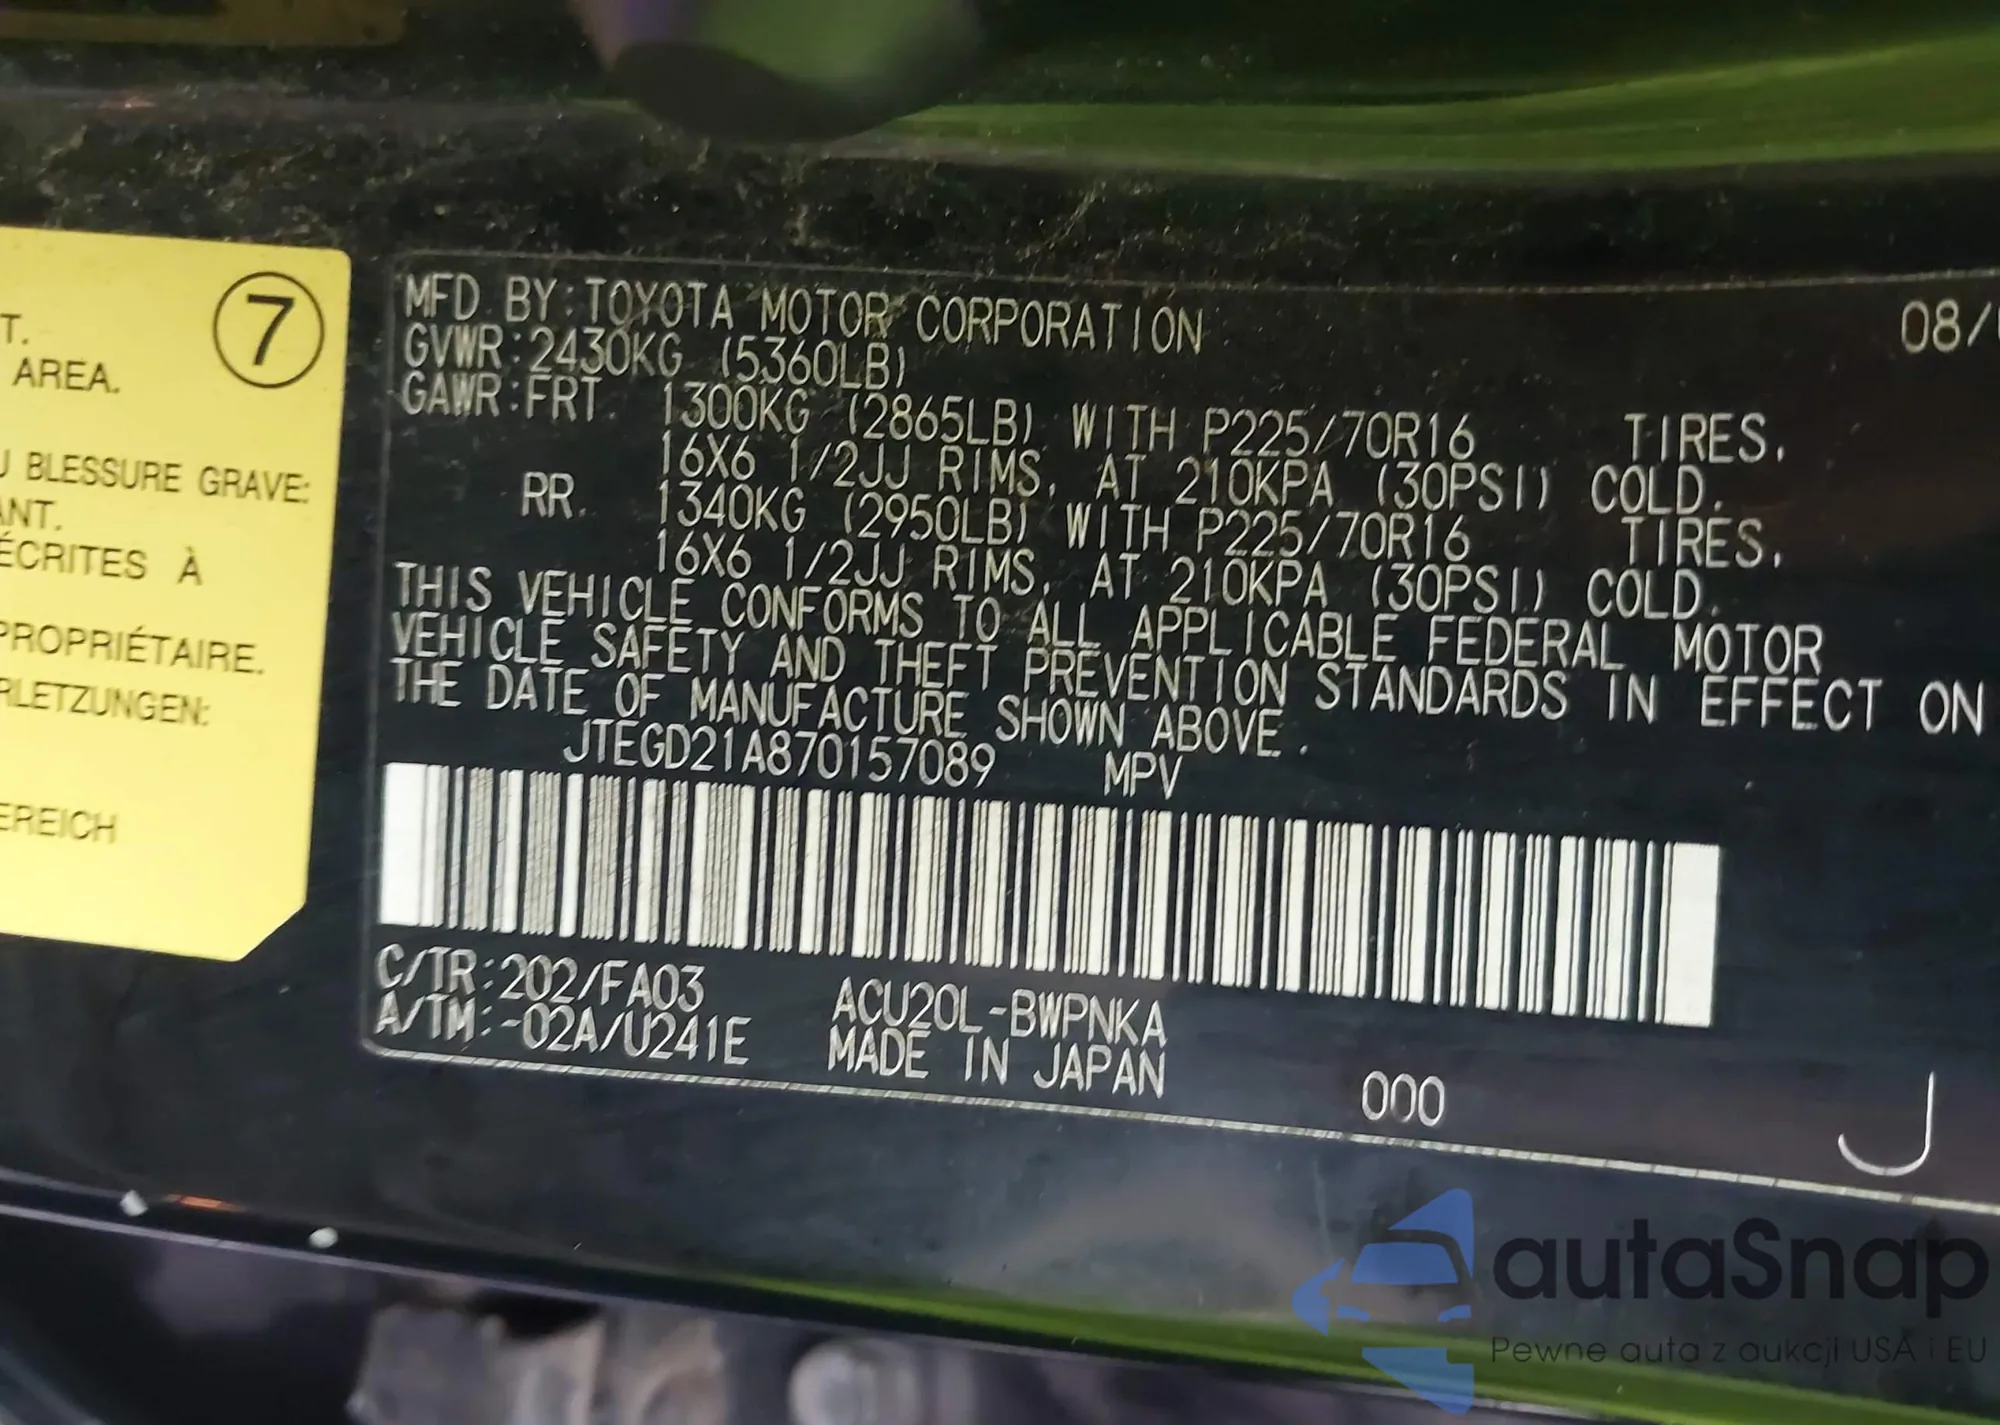 7
T.
AREA.
BLESSURE GRAVE:
ANT.
ÉCRITES À
PROPRIÉTAIRE.
RLETZUNGEN:
EREICH
MFD. BY:TOYOTA MOTOR CORPORATION 08/
GVWR:2430KG (5360LB)
GAWR:FRT. 1300KG (2865LB) WITH P225/70R16 TIRES,
16X6 1/2JJ RIMS, AT 210KPA (30PSI) COLD.
RR. 1340KG (2950LB) WITH P225/70R16 TIRES,
16X6 1/2JJ RIMS, AT 210KPA (30PSI) COLD.
THIS VEHICLE CONFORMS TO ALL APPLICABLE FEDERAL MOTOR
VEHICLE SAFETY AND THEFT PREVENTION STANDARDS IN EFFECT ON
THE DATE OF MANUFACTURE SHOWN ABOVE.
JTEGD21A870157089 MPV
C/TR:202/FA03 ACU20L-BWPNKA
A/TM:-02A/U241E MADE IN JAPAN
000
J
autaSnap
Pewne auta z aukcji USA i EU